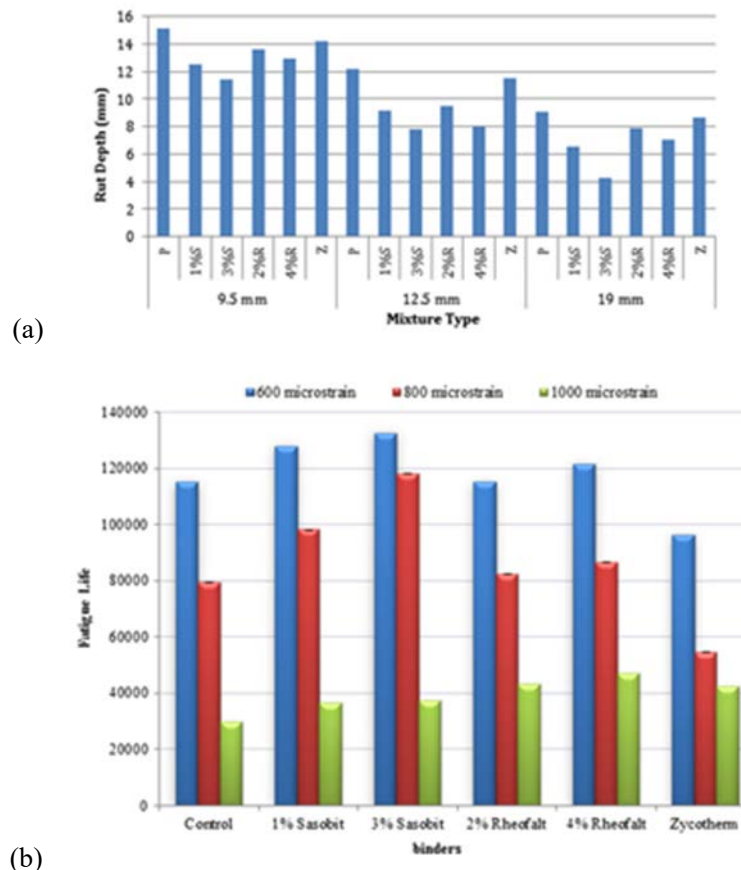 16
14
12
10
8
6
4
2
0
Rut Depth (mm)
P 1%S 3%S 2%R 4%R Z P 1%S 3%S 2%R 4%R Z P 1%S 3%S 2%R 4%R Z
9.5 mm 12.5 mm 19 mm
Mixture Type
(a)
600 microstrain 800 microstrain 1000 microstrain
140000
120000
100000
80000
60000
40000
20000
0
Fatigue Life
Control 1% Sasobit 3% Sasobit 2% Rheofalt 4% Rheofalt Zycotherm
binders
(b)